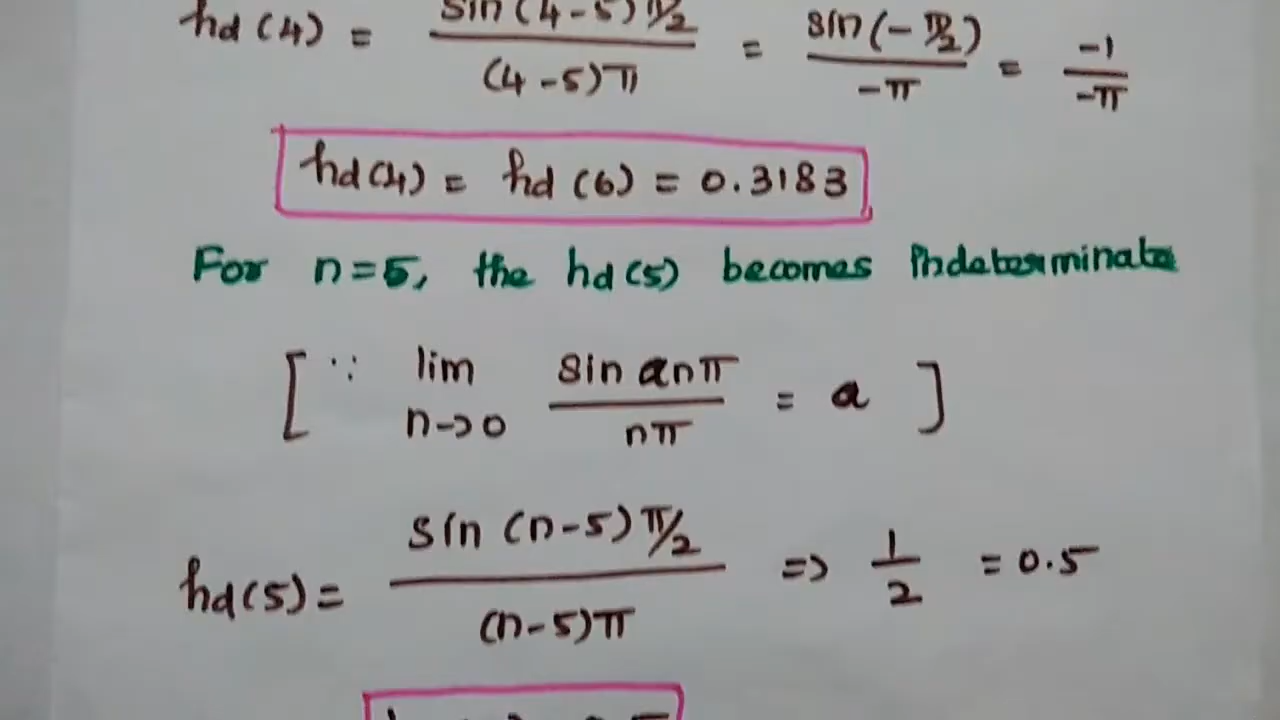 hd(4) = sin(4-5)π/2 / (4-5)π = sin(-π/2) / -π = -1 / -π
hd(4) = hd(6) = 0.3183
For n=5, the hd(5) becomes Indeterminate
[ ∵ lim n→0 sin anπ / nπ = a ]
hd(5) = sin(n-5)π/2 / (n-5)π ⇒ 1/2 = 0.5